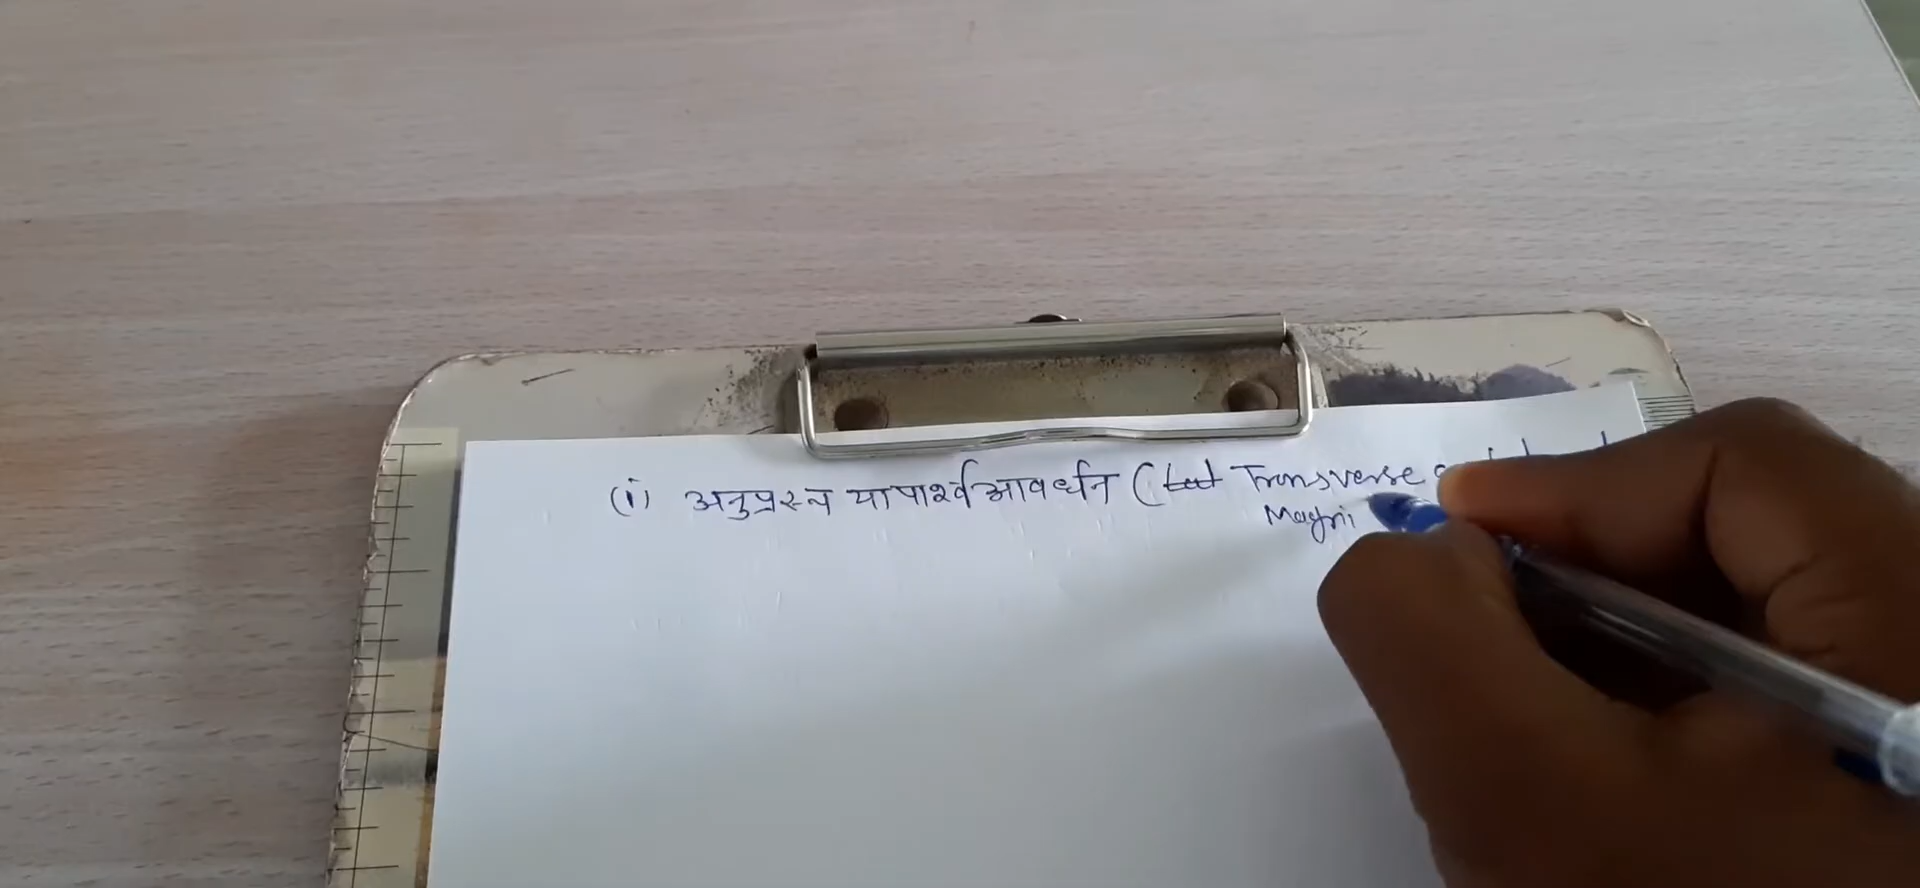 (i) अनुप्रस्थ या पार्श्व आवर्धन ( Transverse
Magni